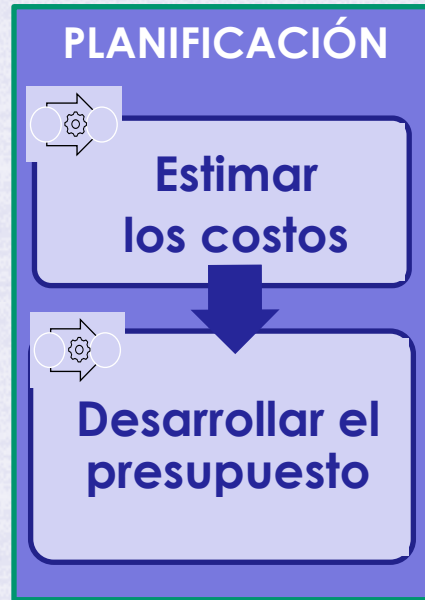 PLANIFICACIÓN
Estimar
los costos
Desarrollar el
presupuesto